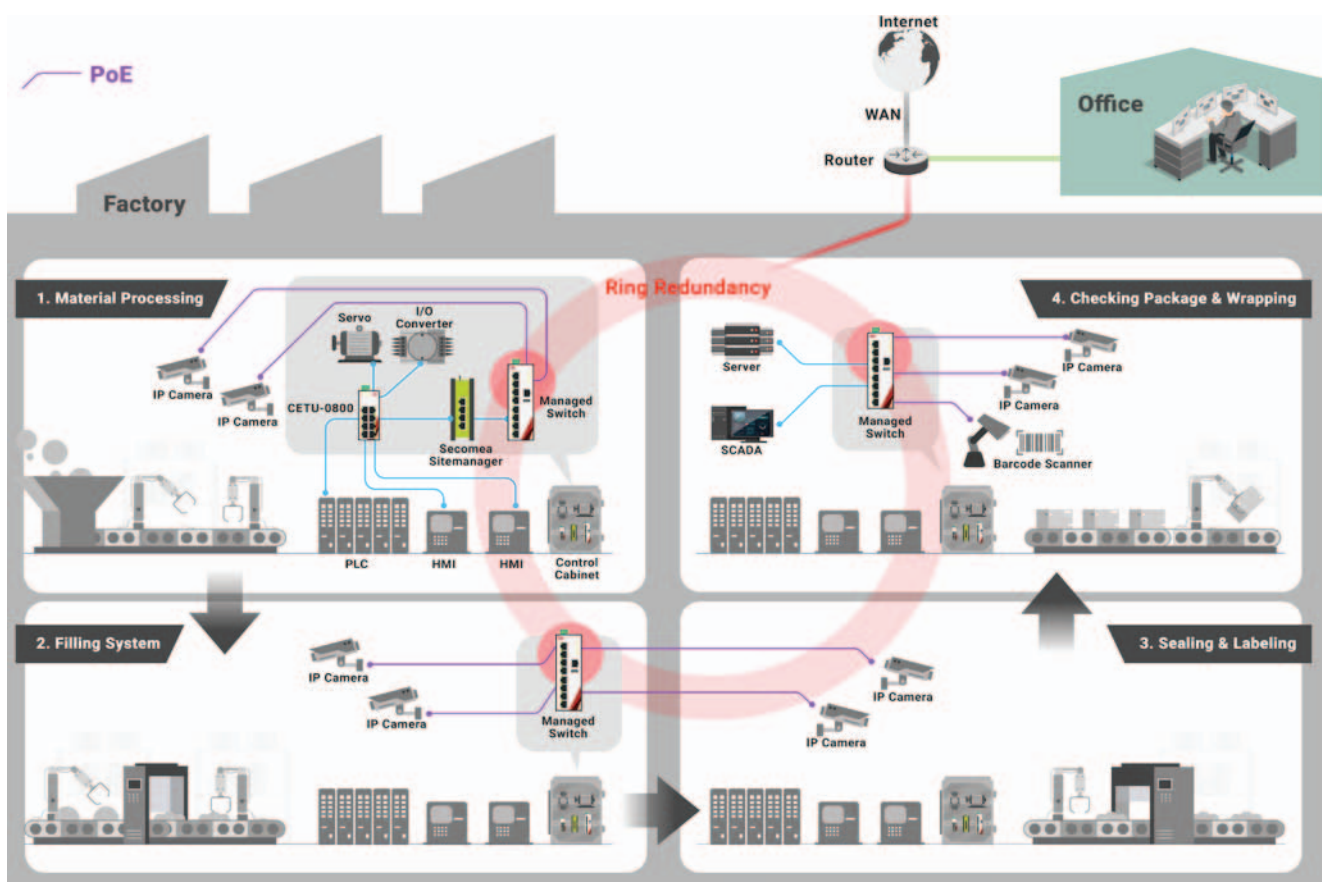 Internet
PoE
WAN
Office
Router
Factory
Ring Redundancy
1. Material Processing
Servo
I/O
Converter
IP Camera
IP Camera
CETU-0800
Secomea
Sitemanager
Managed
Switch
PLC
HMI
HMI
Control
Cabinet
4. Checking Package & Wrapping
Server
SCADA
Managed
Switch
IP Camera
IP Camera
Barcode Scanner
2. Filling System
IP Camera
IP Camera
Managed
Switch
3. Sealing & Labeling
IP Camera
IP Camera